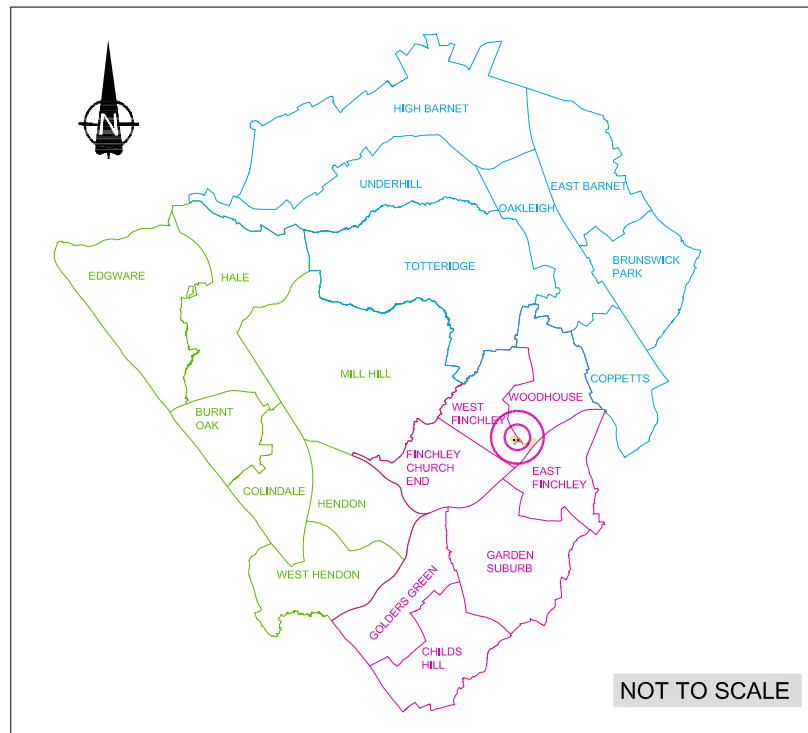 HIGH BARNET
N
UNDERHILL
EAST BARNET
OAKLEIGH
BRUNSWICK
PARK
TOTTERIDGE
EDGWARE
HALE
MILL HILL
COPPETTS
WOODHOUSE
WEST
FINCHLEY
BURNT
OAK
FINCHLEY
CHURCH
END
EAST
FINCHLEY
COLINDALE
HENDON
GARDEN
SUBURB
WEST HENDON
GOLDERS GREEN
CHILDS
HILL
NOT TO SCALE